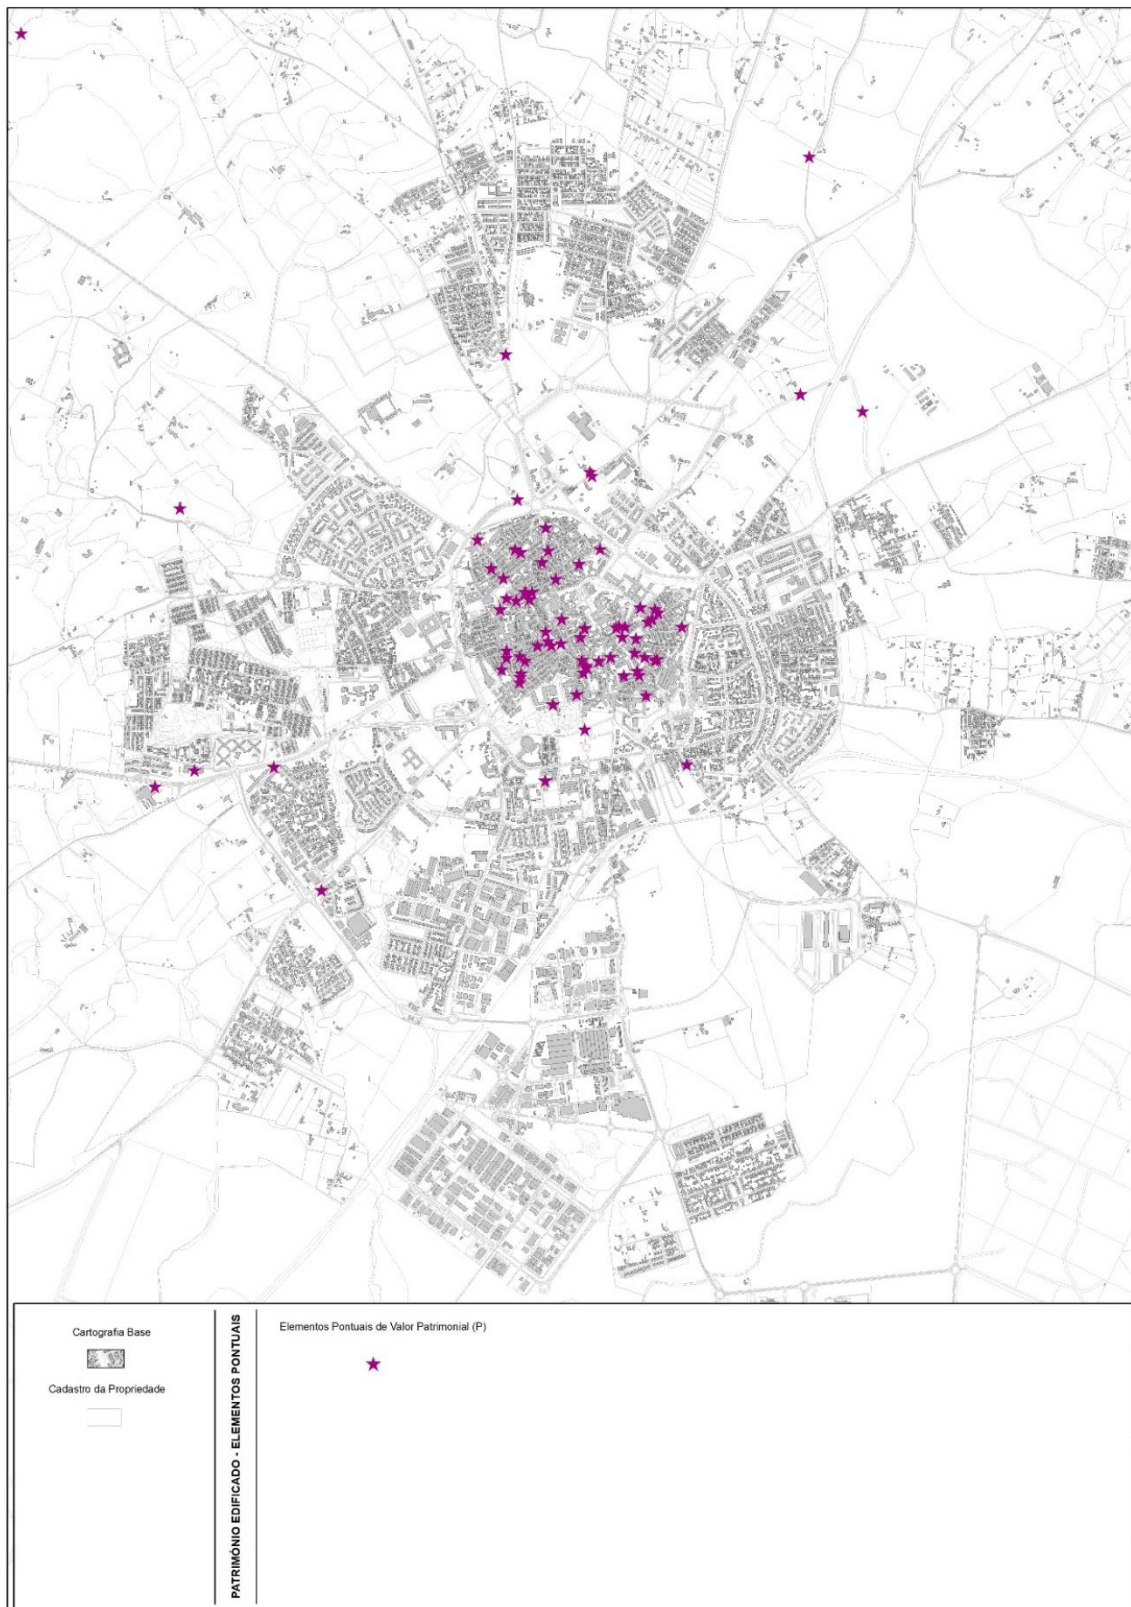 Cartografia Base
Cadastro da Propriedade
PATRIMÓNIO EDIFICADO - ELEMENTOS PONTUAIS
Elementos Pontuais de Valor Patrimonial (P)